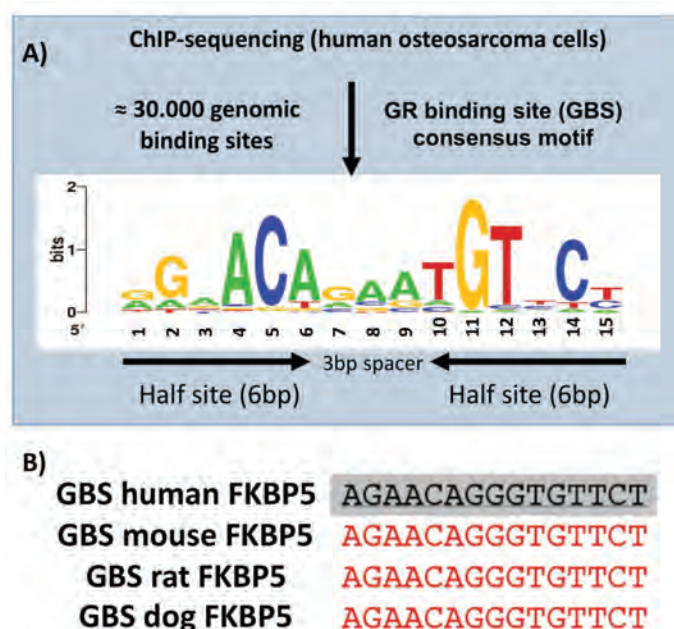 A)
ChIP-sequencing (human osteosarcoma cells)
≈ 30.000 genomic
binding sites
GR binding site (GBS)
consensus motif
2
1
0
bits
5'
1 2 3 4 5 6 7 8 9 10 11 12 13 14 15
3bp spacer
Half site (6bp)
Half site (6bp)
B)
GBS human FKBP5 AGAACAGGGTGTTCT
GBS mouse FKBP5 AGAACAGGGTGTTCT
GBS rat FKBP5 AGAACAGGGTGTTCT
GBS dog FKBP5 AGAACAGGGTGTTCT